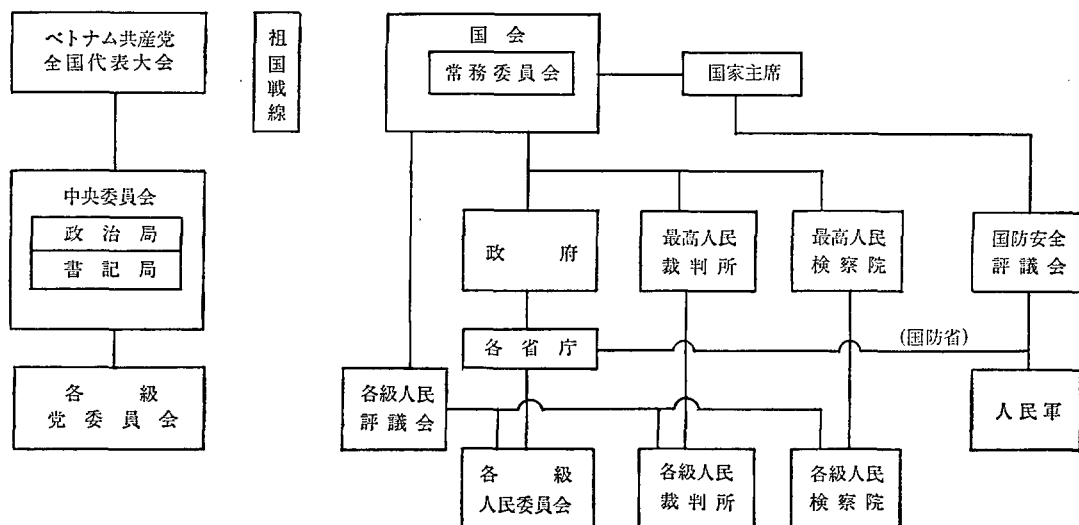 ベトナム共産党
全国代表大会
祖国戦線
国会
常務委員会
国家主席
中央委員会
政治局
書記局
政府
最高人民
裁判所
最高人民
検察院
国防安全
評議会
各省庁
(国防省)
各級
党委員会
各級人民
評議会
人民軍
各級
人民委員会
各級人民
裁判所
各級人民
検察院